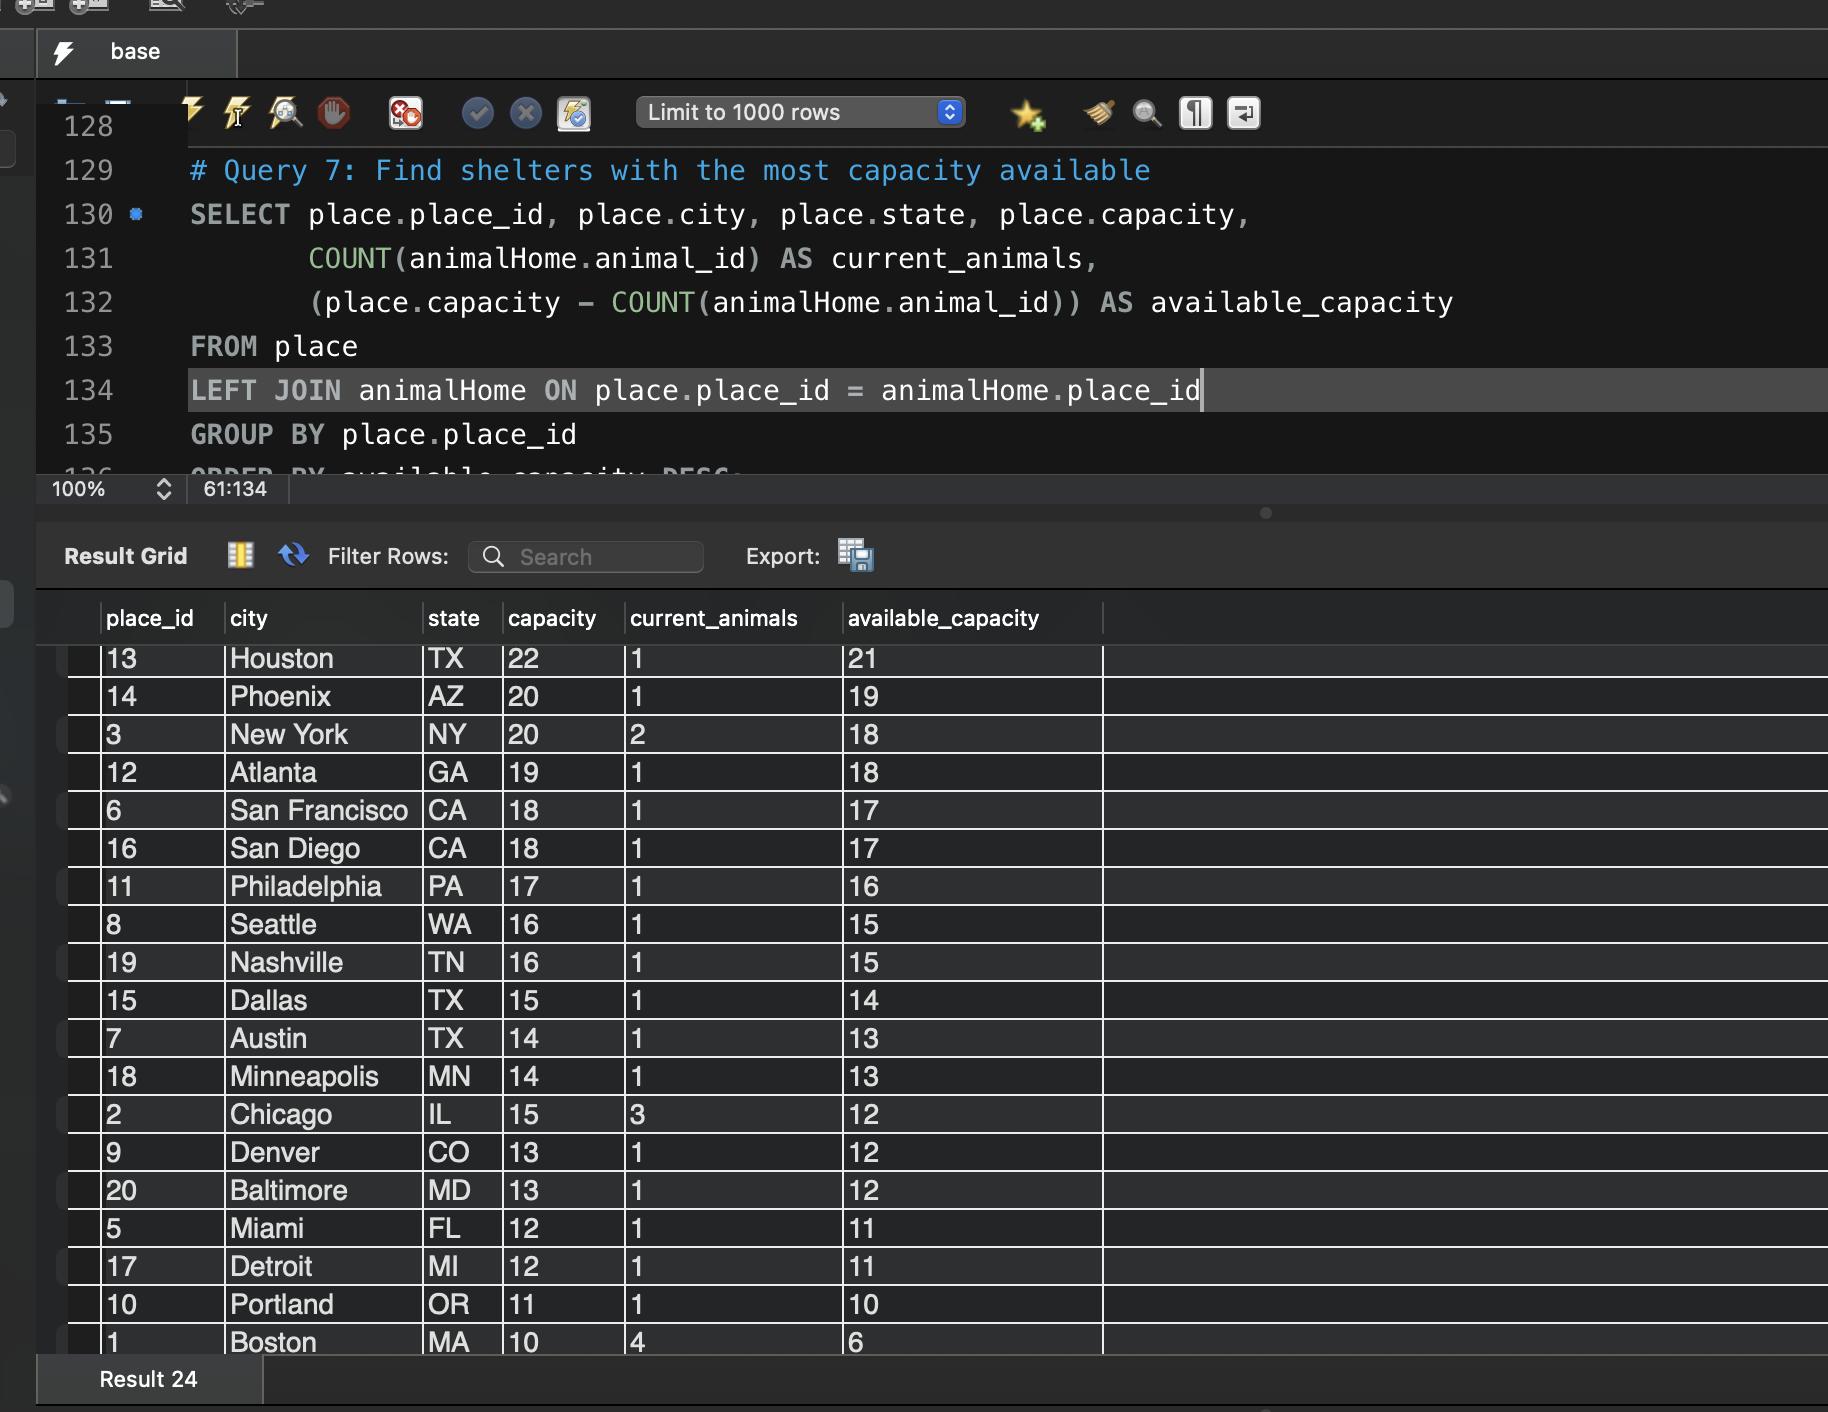 base
Limit to 1000 rows
128
129 # Query 7: Find shelters with the most capacity available
130 SELECT place.place_id, place.city, place.state, place.capacity,
131 COUNT(animalHome.animal_id) AS current_animals,
132 (place.capacity - COUNT(animalHome.animal_id)) AS available_capacity
133 FROM place
134 LEFT JOIN animalHome ON place.place_id = animalHome.place_id
135 GROUP BY place.place_id
136 ORDER BY available_capacity DESC;
100% 61:134
Result Grid Filter Rows: Search Export:
place_id city state capacity current_animals available_capacity
13 Houston TX 22 1 21
14 Phoenix AZ 20 1 19
3 New York NY 20 2 18
12 Atlanta GA 19 1 18
6 San Francisco CA 18 1 17
16 San Diego CA 18 1 17
11 Philadelphia PA 17 1 16
8 Seattle WA 16 1 15
19 Nashville TN 16 1 15
15 Dallas TX 15 1 14
7 Austin TX 14 1 13
18 Minneapolis MN 14 1 13
2 Chicago IL 15 3 12
9 Denver CO 13 1 12
20 Baltimore MD 13 1 12
5 Miami FL 12 1 11
17 Detroit MI 12 1 11
10 Portland OR 11 1 10
1 Boston MA 10 4 6
Result 24